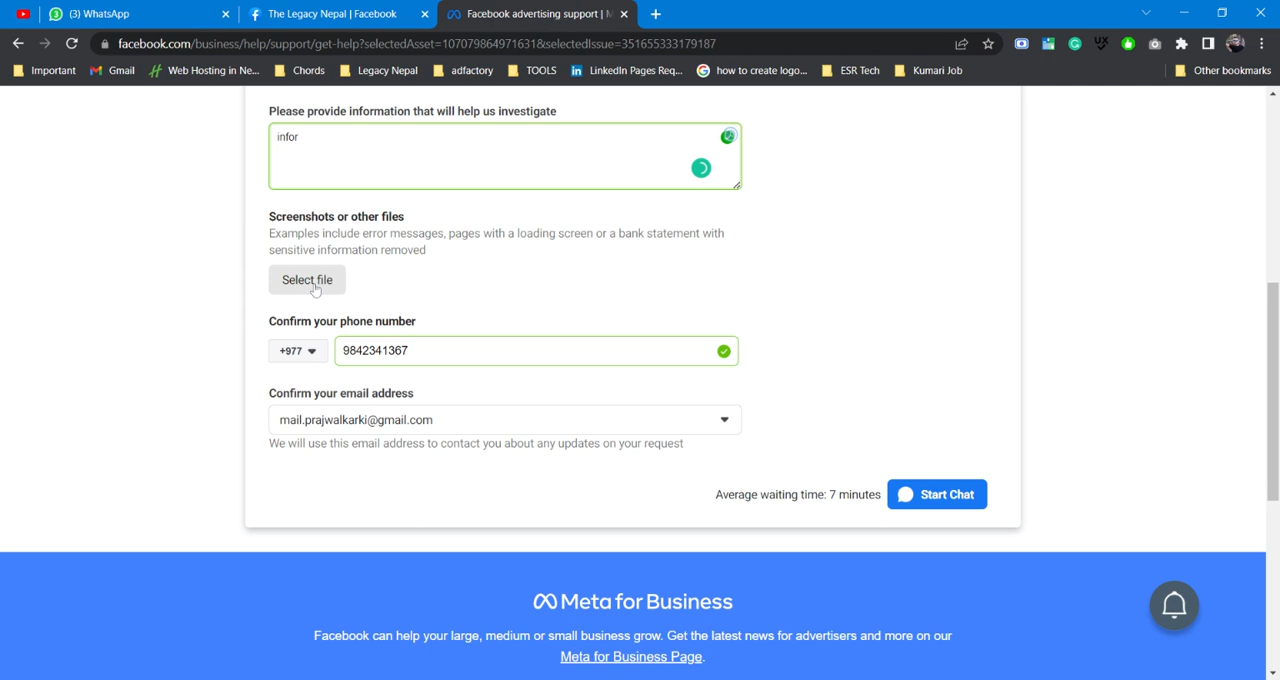 (3) WhatsApp
The Legacy Nepal | Facebook
Facebook advertising support | M
facebook.com/business/help/support/get-help?selectedAsset=107079864971631&selectedIssue=351655333179187
Important
Gmail
Web Hosting in Ne...
Chords
Legacy Nepal
adfactory
TOOLS
LinkedIn Pages Req...
how to create logo...
ESR Tech
Kumari Job
Other bookmarks
Please provide information that will help us investigate
infor
Screenshots or other files
Examples include error messages, pages with a loading screen or a bank statement with
sensitive information removed
Select file
Confirm your phone number
+977
9842341367
Confirm your email address
mail.prajwalkarki@gmail.com
We will use this email address to contact you about any updates on your request
Average waiting time: 7 minutes
Start Chat
Meta for Business
Facebook can help your large, medium or small business grow. Get the latest news for advertisers and more on our
Meta for Business Page.